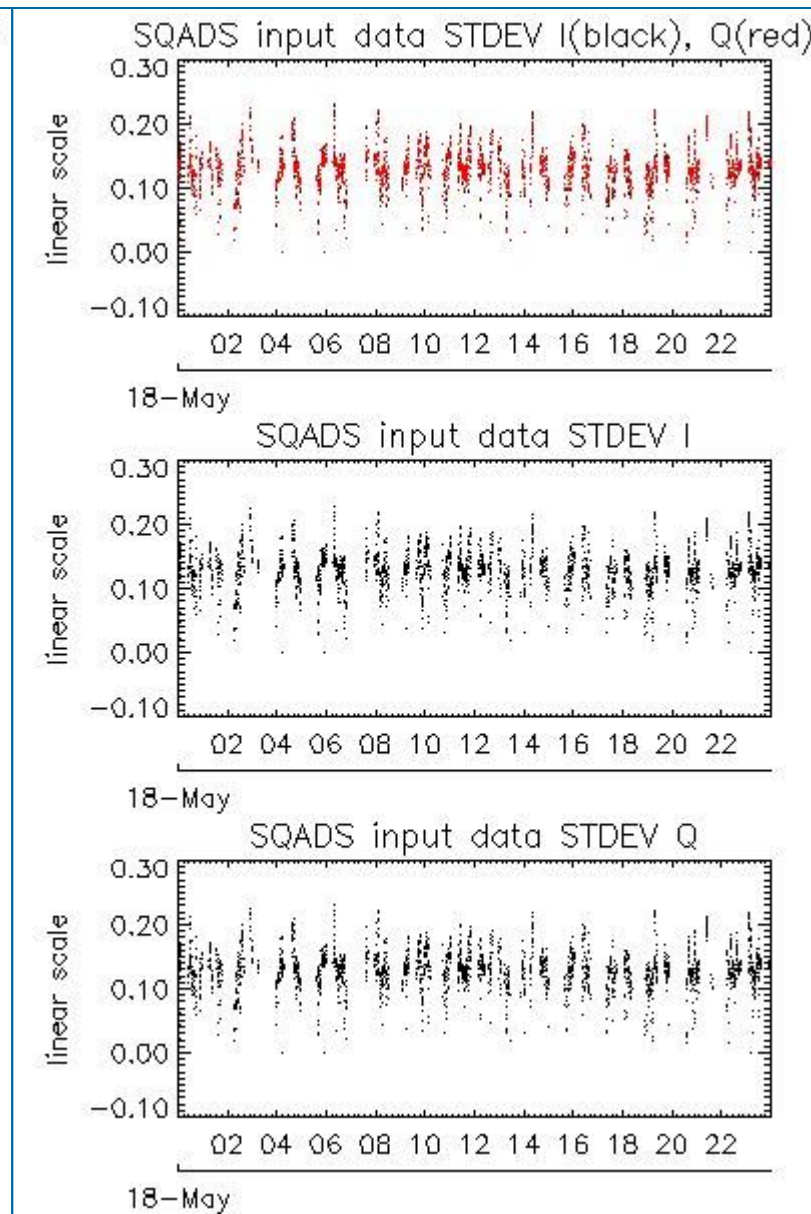 SQADS input data STDEV I(black), Q(red)
0.30
0.20
0.10
0.00
-0.10
linear scale
02 04 06 08 10 12 14 16 18 20 22
18-May
SQADS input data STDEV I
0.30
0.20
0.10
0.00
-0.10
linear scale
02 04 06 08 10 12 14 16 18 20 22
18-May
SQADS input data STDEV Q
0.30
0.20
0.10
0.00
-0.10
linear scale
02 04 06 08 10 12 14 16 18 20 22
18-May